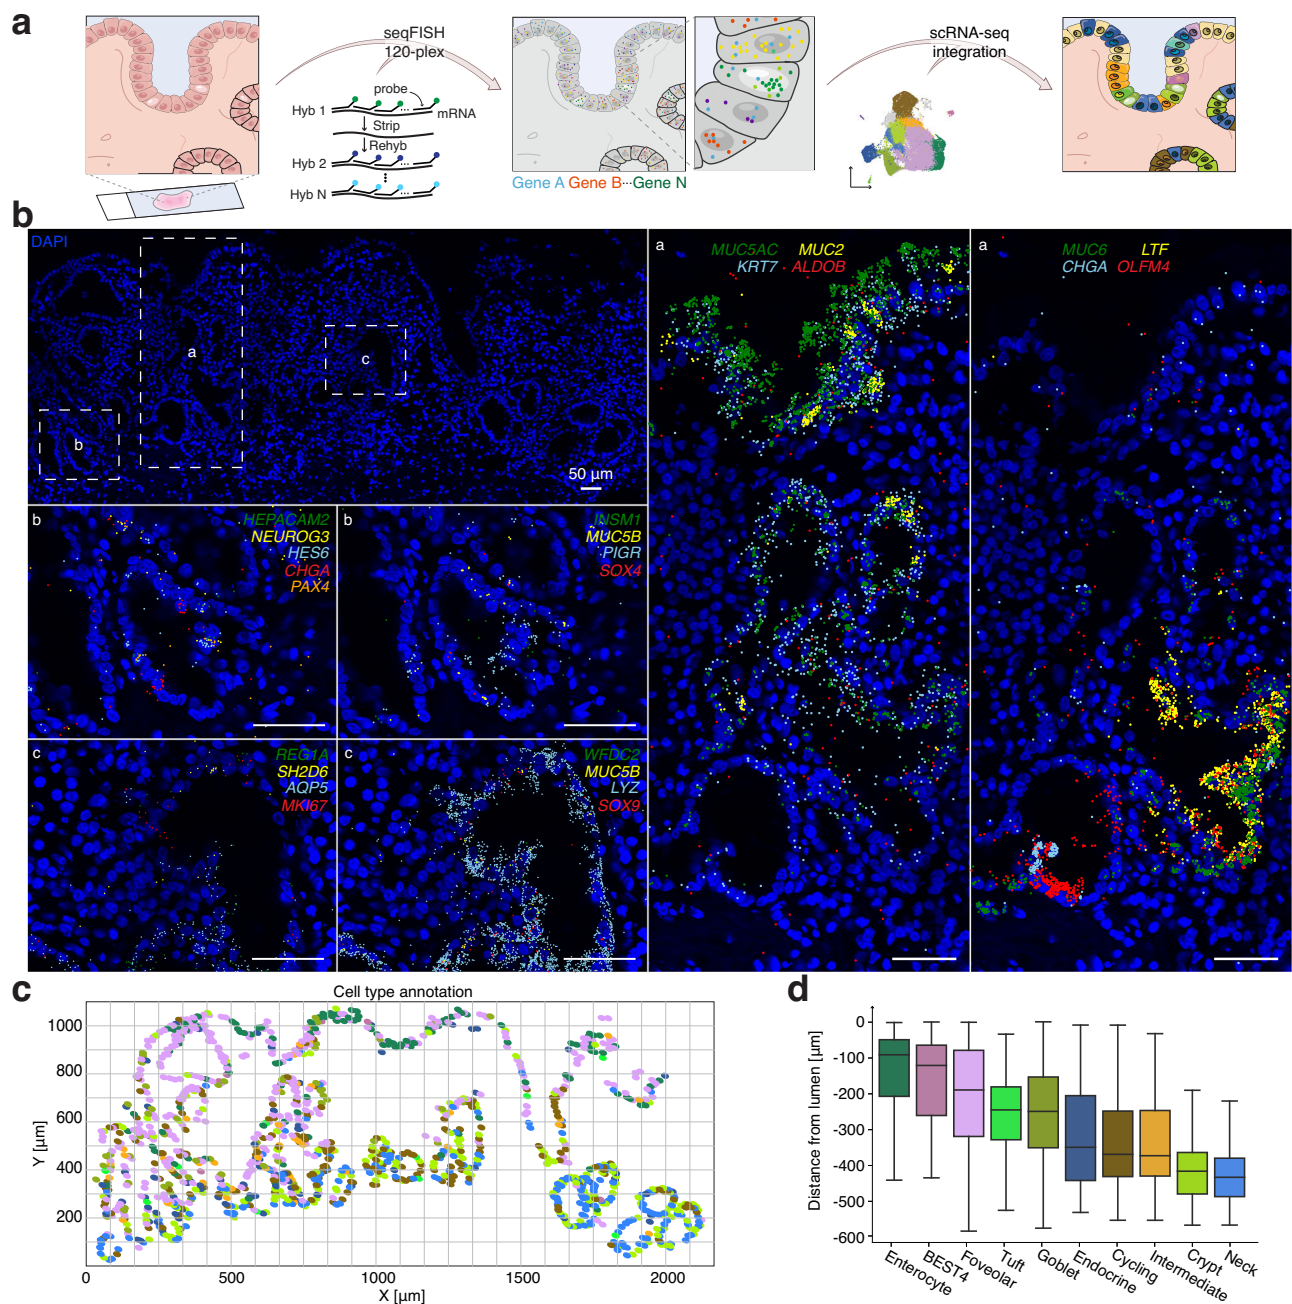 a
seqFISH
120-plex
probe
Hyb 1
mRNA
Strip
Rehyb
Hyb 2
Hyb N
Gene A Gene B···Gene N
scRNA-seq
integration
b
DAPI
a
b
c
50 µm
b
HEPACAM2
NEUROG3
HES6
CHGA
PAX4
b
INSM1
MUC5B
PIGR
SOX4
c
REG1A
SH2D6
AQP5
MKI67
c
WFDC2
MUC5B
LYZ
SOX9
a
MUC5AC MUC2
KRT7 ALDOB
a
MUC6 LTF
CHGA OLFM4
c
Cell type annotation
Y [µm]
1000
800
600
400
200
0 500 1000 1500 2000
X [µm]
d
Distance from lumen [µm]
0
-100
-200
-300
-400
-500
-600
Enterocyte
BEST4
Foveolar
Tuft
Goblet
Endocrine
Cycling
Intermediate
Crypt
Neck